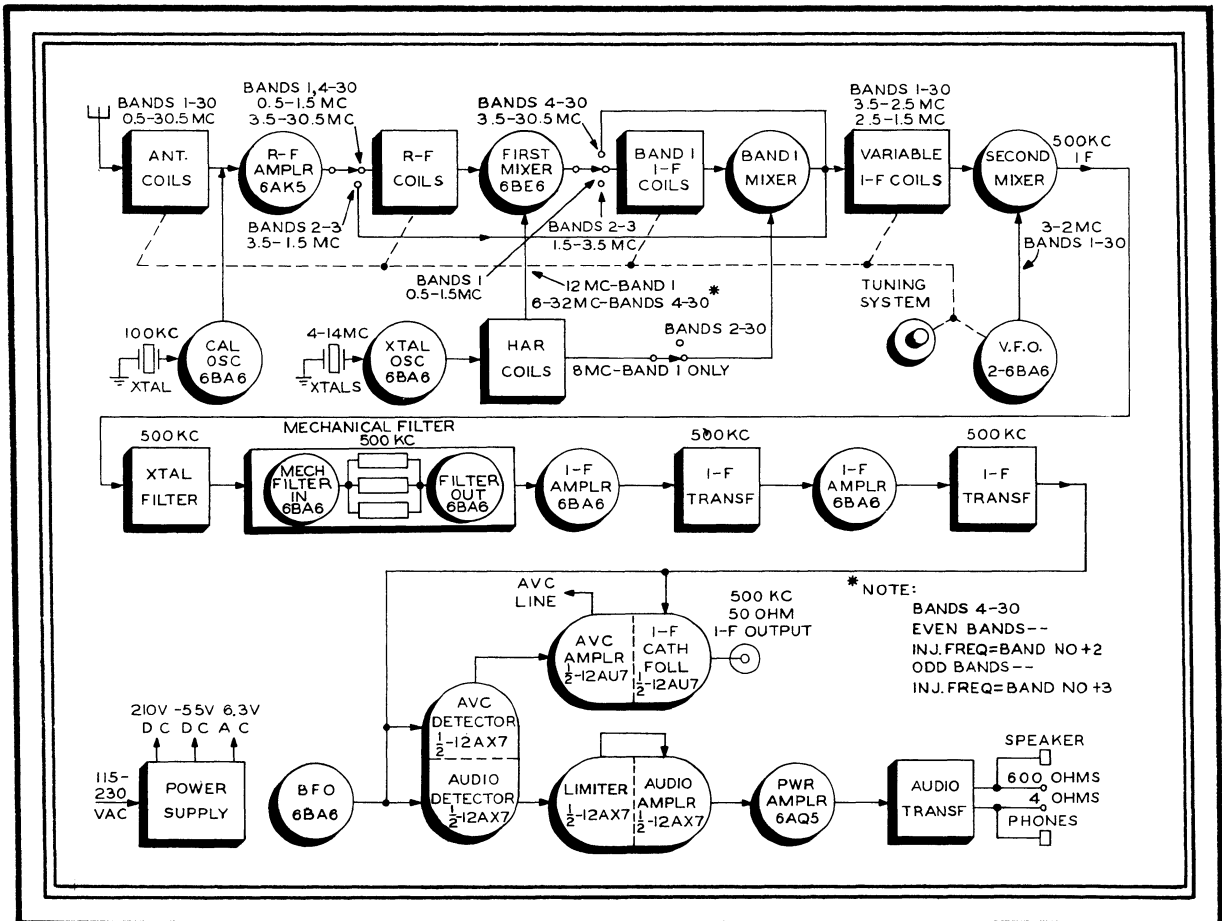 BANDS 1-30
0.5-30.5 MC
BANDS 1,4-30
0.5-1.5 MC
3.5-30.5 MC
BANDS 4-30
3.5-30.5 MC
BANDS 1-30
3.5-2.5 MC
2.5-1.5 MC
ANT.
COILS
R-F
AMPLR
6AK5
R-F
COILS
FIRST
MIXER
6BE6
BAND 1
I-F
COILS
BAND 1
MIXER
VARIABLE
I-F COILS
SECOND
MIXER
500KC
I F
BANDS 2-3
3.5-1.5 MC
BANDS 2-3
1.5-3.5 MC
3-2 MC
BANDS 1-30
BANDS 1
0.5-1.5MC
12 MC-BAND 1
6-32 MC-BANDS 4-30 *
TUNING
SYSTEM
100KC
XTAL
CAL
OSC
6BA6
4-14MC
XTALS
XTAL
OSC
6BA6
HAR
COILS
BANDS 2-30
8 MC-BAND 1 ONLY
V.F.O.
2-6BA6
500 KC
XTAL
FILTER
MECHANICAL FILTER
500 KC
MECH
FILTER
IN
6BA6
FILTER
OUT
6BA6
I-F
AMPLR
6BA6
500KC
I-F
TRANSF
I-F
AMPLR
6BA6
500 KC
I-F
TRANSF
AVC
LINE
AVC
AMPLR
1/2-12AU7
I-F
CATH
FOLL
1/2-12AU7
500 KC
50 OHM
I-F OUTPUT
* NOTE:
BANDS 4-30
EVEN BANDS--
INJ. FREQ=BAND NO +2
ODD BANDS--
INJ. FREQ=BAND NO +3
210V -55V 6.3V
D C D C A C
115-
230
VAC
POWER
SUPPLY
BFO
6BA6
AVC
DETECTOR
1/2-12AX7
AUDIO
DETECTOR
1/2-12AX7
LIMITER
1/2-12AX7
AUDIO
AMPLR
1/2-12AX7
PWR
AMPLR
6AQ5
AUDIO
TRANSF
SPEAKER
600 OHMS
4 OHMS
PHONES